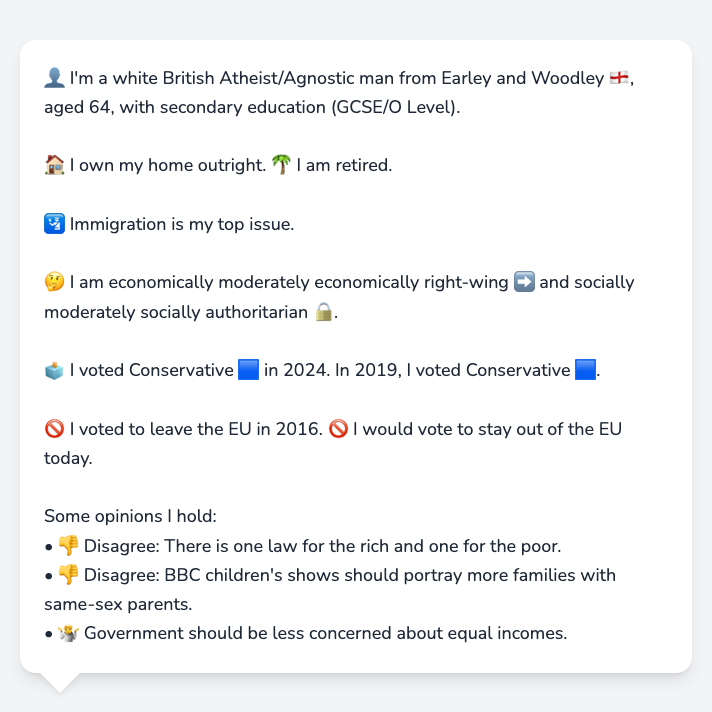 👤 I'm a white British Atheist/Agnostic man from Earley and Woodley 🏴󠁧󠁢󠁥󠁮󠁧󠁿,
aged 64, with secondary education (GCSE/O Level).
🏠 I own my home outright. 🌴 I am retired.
🛂 Immigration is my top issue.
🤔 I am economically moderately economically right-wing ➡️ and socially
moderately socially authoritarian 🔒.
🗳️ I voted Conservative 🟦 in 2024. In 2019, I voted Conservative 🟦.
🚫 I voted to leave the EU in 2016. 🚫 I would vote to stay out of the EU
today.
Some opinions I hold:
• 👎 Disagree: There is one law for the rich and one for the poor.
• 👎 Disagree: BBC children's shows should portray more families with
same-sex parents.
• 🤷 Government should be less concerned about equal incomes.